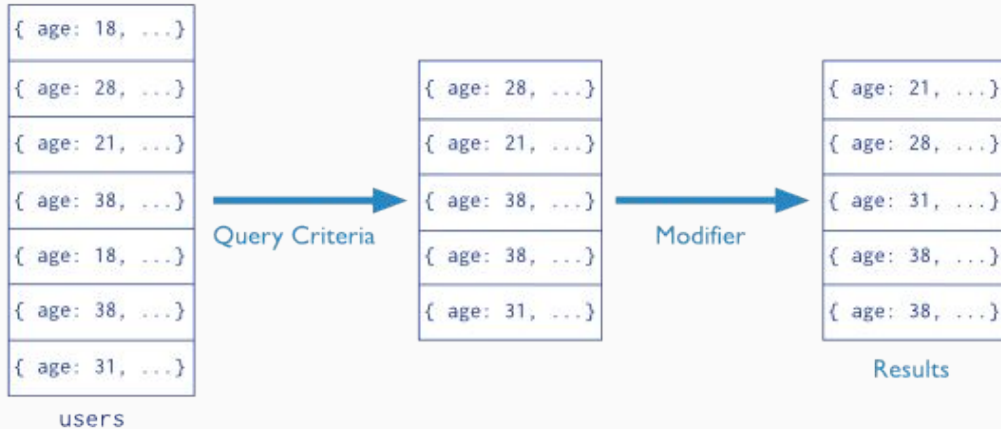 { age: 18, ...}
{ age: 28, ...}
{ age: 21, ...}
{ age: 38, ...}
{ age: 18, ...}
{ age: 38, ...}
{ age: 31, ...}
users
Query Criteria
{ age: 28, ...}
{ age: 21, ...}
{ age: 38, ...}
{ age: 38, ...}
{ age: 31, ...}
Modifier
{ age: 21, ...}
{ age: 28, ...}
{ age: 31, ...}
{ age: 38, ...}
{ age: 38, ...}
Results